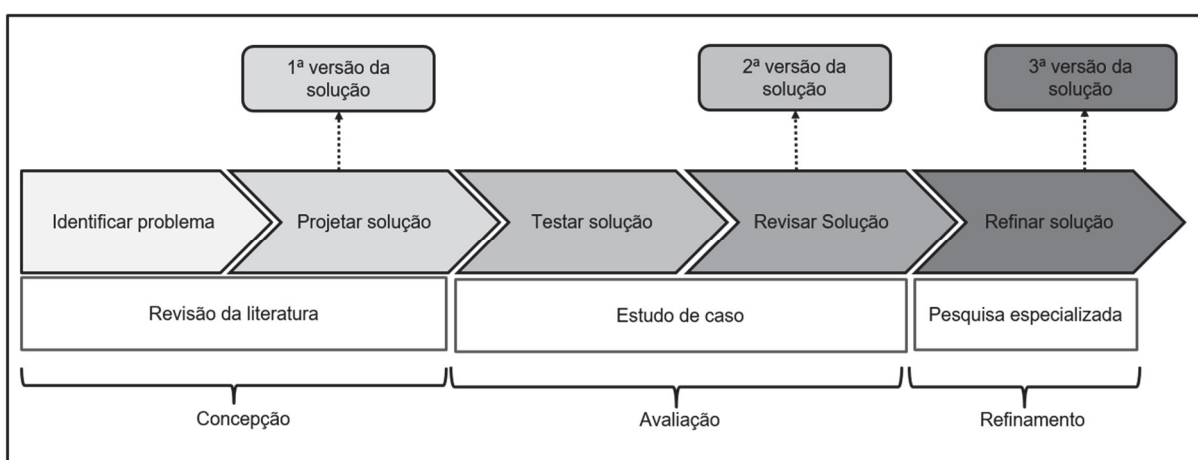 1ª versão da
solução
2ª versão da
solução
3ª versão da
solução
Identificar problema
Projetar solução
Testar solução
Revisar Solução
Refinar solução
Revisão da literatura
Estudo de caso
Pesquisa especializada
Concepção
Avaliação
Refinamento